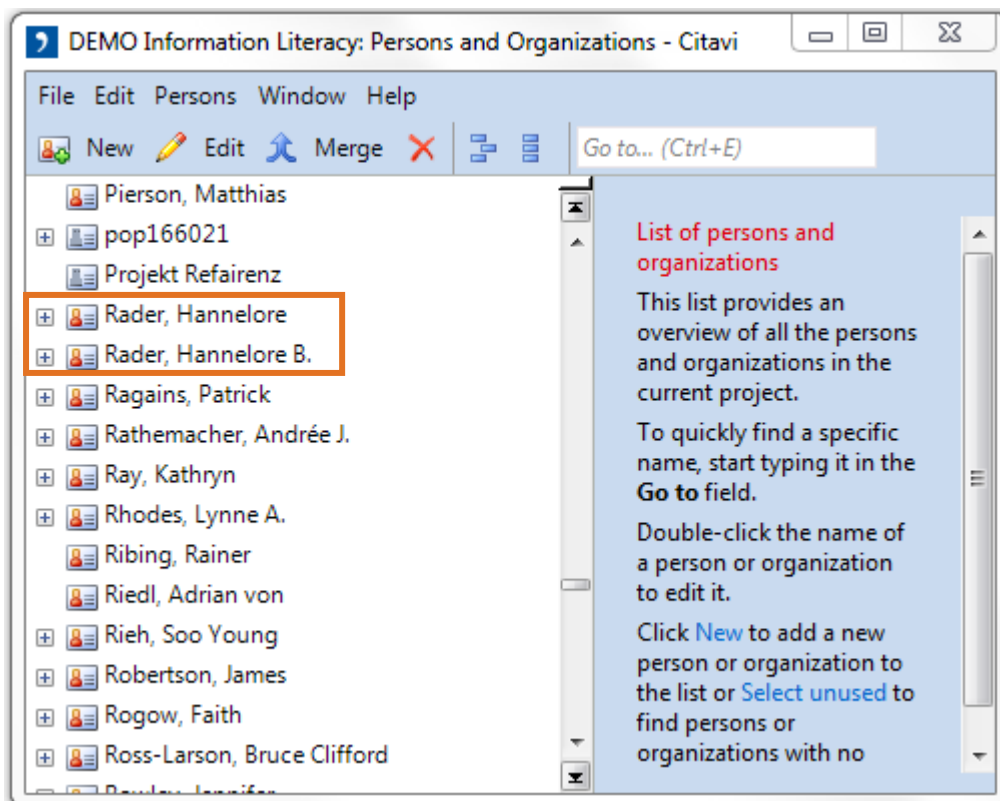 DEMO Information Literacy: Persons and Organizations - Citavi
File Edit Persons Window Help
New Edit Merge Go to... (Ctrl+E)
Pierson, Matthias
pop166021
Projekt Refairenz
Rader, Hannelore
Rader, Hannelore B.
Ragains, Patrick
Rathemacher, Andrée J.
Ray, Kathryn
Rhodes, Lynne A.
Ribing, Rainer
Riedl, Adrian von
Rieh, Soo Young
Robertson, James
Rogow, Faith
Ross-Larson, Bruce Clifford
List of persons and
organizations
This list provides an
overview of all the persons
and organizations in the
current project.
To quickly find a specific
name, start typing it in the
Go to field.
Double-click the name of
a person or organization
to edit it.
Click New to add a new
person or organization to
the list or Select unused to
find persons or
organizations with no